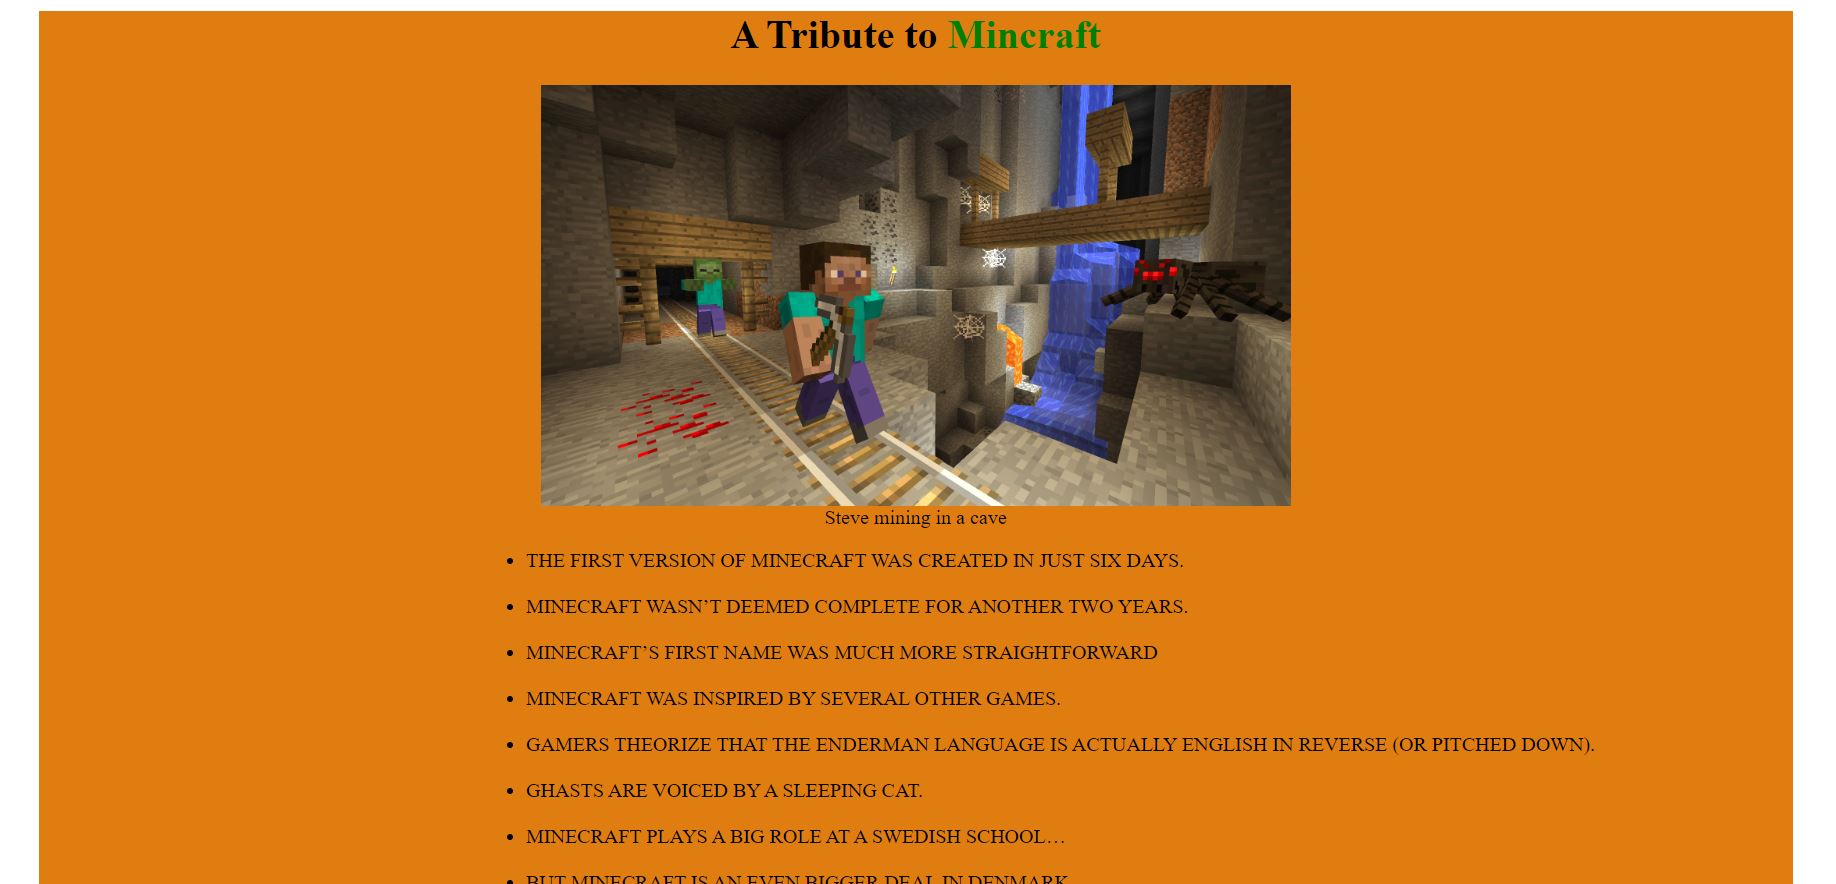 A Tribute to Mincraft
Steve mining in a cave
• THE FIRST VERSION OF MINECRAFT WAS CREATED IN JUST SIX DAYS.
• MINECRAFT WASN’T DEEMED COMPLETE FOR ANOTHER TWO YEARS.
• MINECRAFT’S FIRST NAME WAS MUCH MORE STRAIGHTFORWARD
• MINECRAFT WAS INSPIRED BY SEVERAL OTHER GAMES.
• GAMERS THEORIZE THAT THE ENDERMAN LANGUAGE IS ACTUALLY ENGLISH IN REVERSE (OR PITCHED DOWN).
• GHASTS ARE VOICED BY A SLEEPING CAT.
• MINECRAFT PLAYS A BIG ROLE AT A SWEDISH SCHOOL…
• BUT MINECRAFT IS AN EVEN BIGGER DEAL IN DENMARK